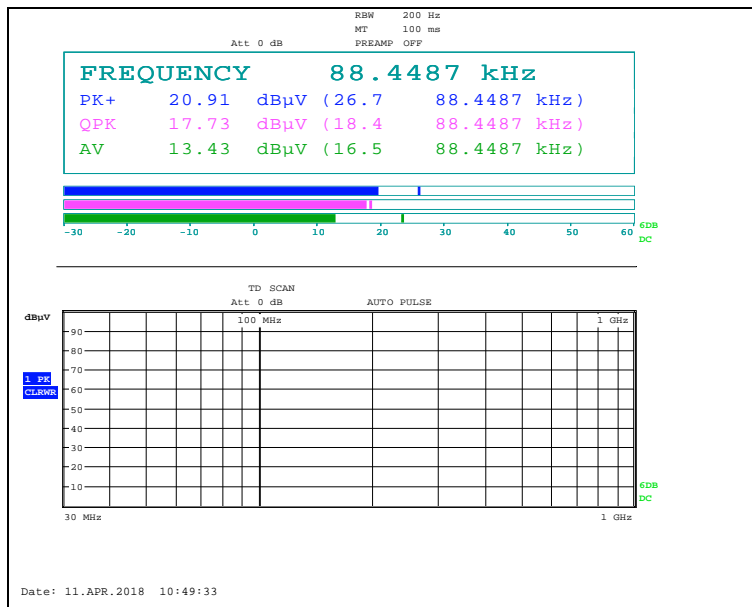 RBW 200 Hz
MT 100 ms
Att 0 dB PREAMP OFF
FREQUENCY 88.4487 kHz
PK+ 20.91 dBµV (26.7 88.4487 kHz)
QPK 17.73 dBµV (18.4 88.4487 kHz)
AV 13.43 dBµV (16.5 88.4487 kHz)
-30 -20 -10 0 10 20 30 40 50 60
6DB
DC
TD SCAN
Att 0 dB AUTO PULSE
dBµV
100 MHz 1 GHz
90
80
70
1 PK
CLRWR
60
50
40
30
20
10
6DB
DC
30 MHz 1 GHz
Date: 11.APR.2018 10:49:33